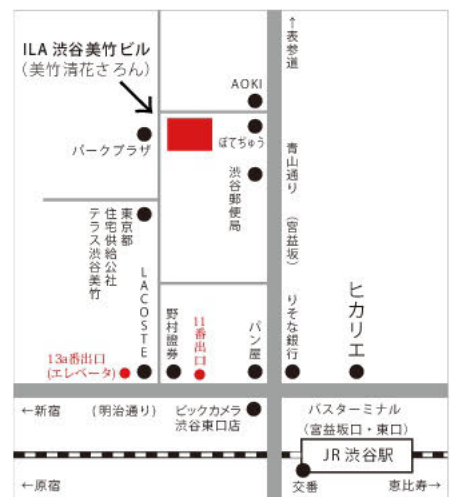 ILA 渋谷美竹ビル
(美竹清花さろん)
←表参道
AOKI
パークプラザ
ぼてぢゅう
渋谷郵便局
青山通り
(宮益坂)
東京都
住宅供給公社
テラス渋谷美竹
LACOSTE
野村證券
11番出口
パン屋
りそな銀行
ヒカリエ
13a番出口
(エレベータ)
←新宿
(明治通り)
ビックカメラ
渋谷東口店
バスターミナル
(宮益坂口・東口)
JR 渋谷駅
←原宿
交番
恵比寿→